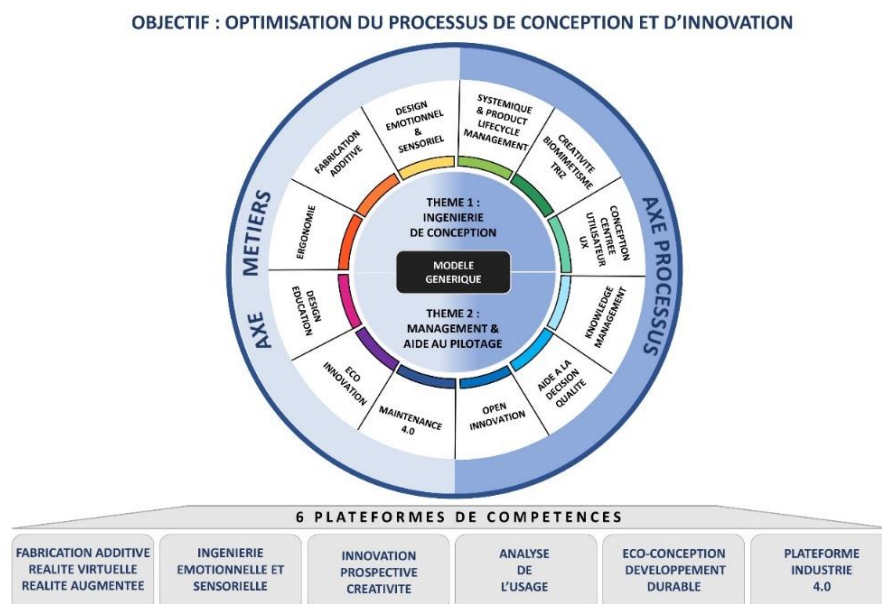 OBJECTIF : OPTIMISATION DU PROCESSUS DE CONCEPTION ET D'INNOVATION
AXE METIERS
AXE PROCESSUS
DESIGN
EMOTIONNEL
&
SENSORIEL
SYSTEMIQUE
& PRODUCT
LIFECYCLE
MANAGEMENT
CREATIVITE
BIOMIMETISME
TRIZ
CONCEPTION
CENTREE
UTILISATEUR
UX
KNOWLEDGE
MANAGEMENT
AIDE A LA
DECISION
QUALITE
OPEN
INNOVATION
MAINTENANCE
4.0
ECO
INNOVATION
DESIGN
EDUCATION
ERGONOMIE
FABRICATION
ADDITIVE
THEME 1 :
INGENIERIE
DE CONCEPTION
MODELE
GENERIQUE
THEME 2 :
MANAGEMENT &
AIDE AU PILOTAGE
6 PLATEFORMES DE COMPETENCES
FABRICATION ADDITIVE
REALITE VIRTUELLE
REALITE AUGMENTEE
INGENIERIE
EMOTIONNELLE ET
SENSORIELLE
INNOVATION
PROSPECTIVE
CREATIVITE
ANALYSE
DE
L'USAGE
ECO-CONCEPTION
DEVELOPPEMENT
DURABLE
PLATEFORME
INDUSTRIE
4.0